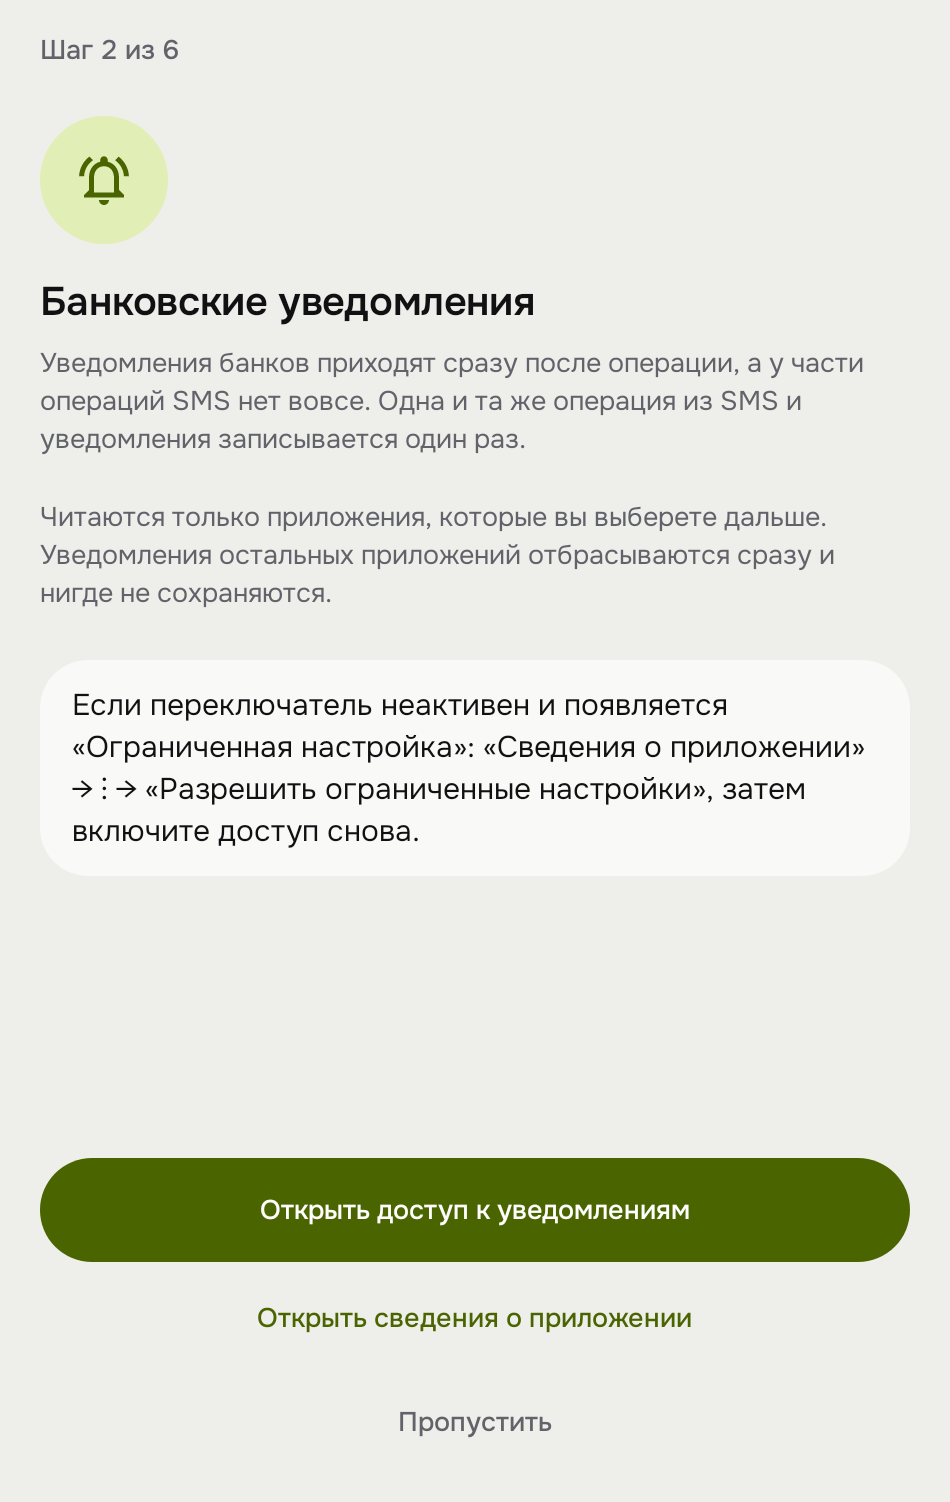 Шаг 2 из 6
Банковские уведомления
Уведомления банков приходят сразу после операции, а у части
операций SMS нет вовсе. Одна и та же операция из SMS и
уведомления записывается один раз.
Читаются только приложения, которые вы выберете дальше.
Уведомления остальных приложений отбрасываются сразу и
нигде не сохраняются.
Если переключатель неактивен и появляется
«Ограниченная настройка»: «Сведения о приложении»
→ ⋮ → «Разрешить ограниченные настройки», затем
включите доступ снова.
Открыть доступ к уведомлениям
Открыть сведения о приложении
Пропустить